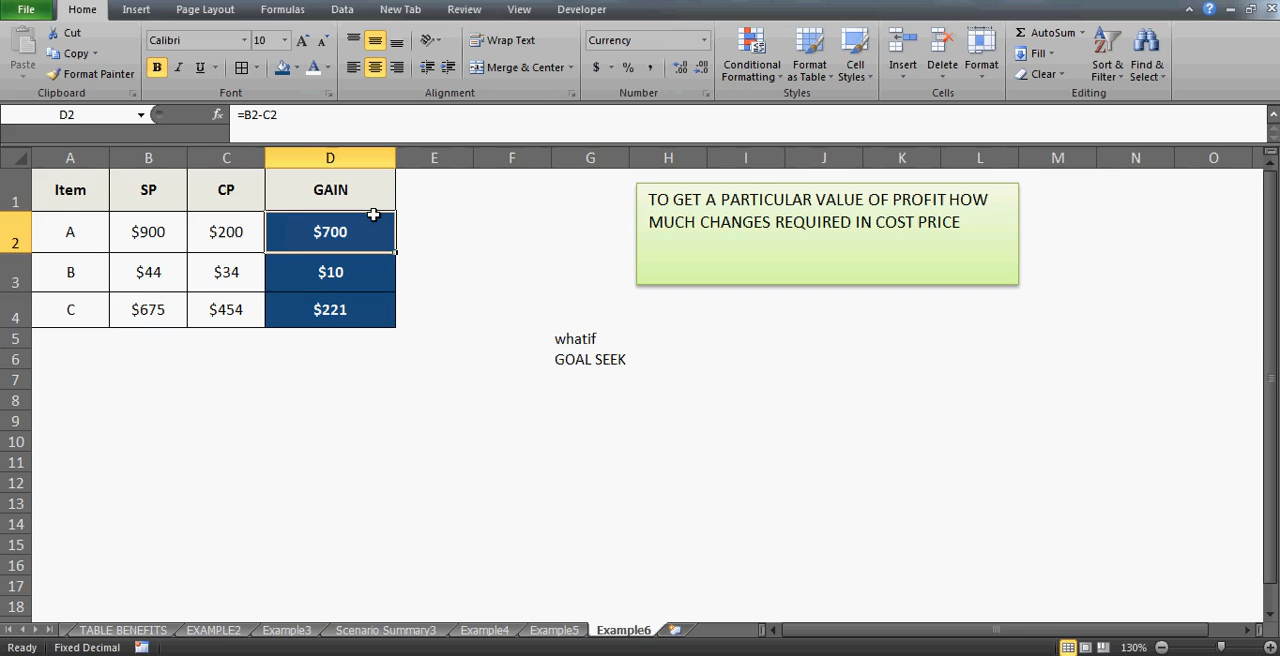 File Home Insert Page Layout Formulas Data New Tab Review View Developer
Paste Cut Copy Format Painter Clipboard
Calibri 10 A A B I U A Font
Wrap Text Merge & Center Alignment
Currency $ % , .0 .00 .00 .0 Number
Conditional Formatting Format as Table Cell Styles Styles
Insert Delete Format Cells
Σ AutoSum Fill Clear Sort & Filter Find & Select Editing
D2 fx =B2-C2
A B C D E F G H I J K L M N O
1 Item SP CP GAIN
2 A $900 $200 $700
3 B $44 $34 $10
4 C $675 $454 $221
TO GET A PARTICULAR VALUE OF PROFIT HOW
MUCH CHANGES REQUIRED IN COST PRICE
5 whatif
6 GOAL SEEK
7
8
9
10
11
12
13
14
15
16
17
18
TABLE BENEFITS EXAMPLE2 Example3 Scenario Summary3 Example4 Example5 Example6
Ready Fixed Decimal 130%